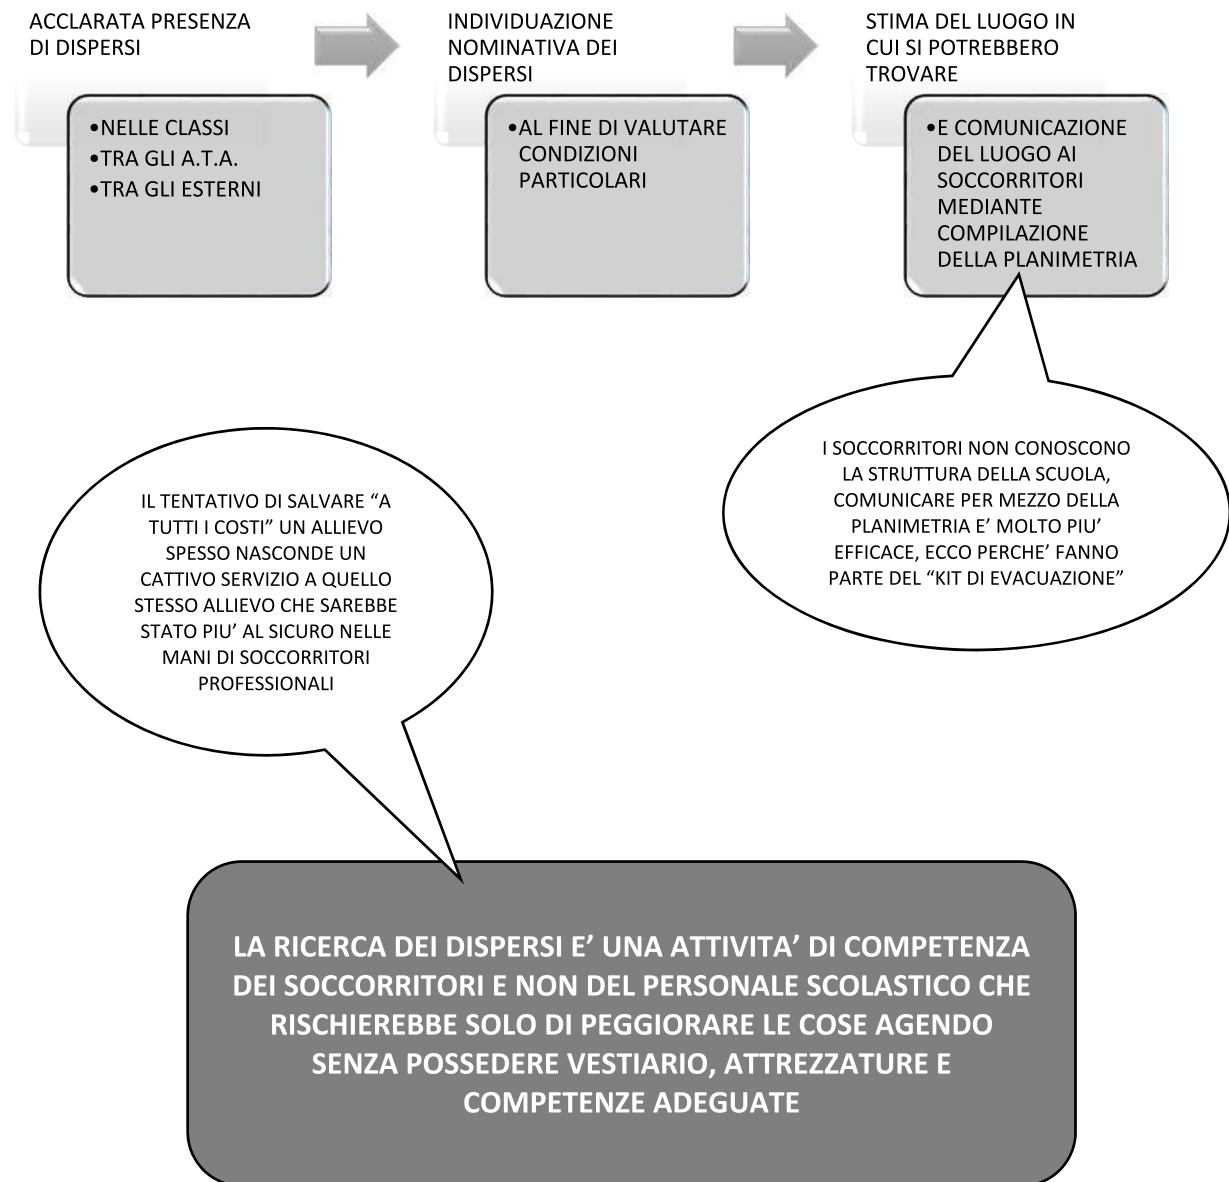 ACCLARATA PRESENZA
DI DISPERSI
•NELLE CLASSI
•TRA GLI A.T.A.
•TRA GLI ESTERNI
INDIVIDUAZIONE
NOMINATIVA DEI
DISPERSI
•AL FINE DI VALUTARE
CONDIZIONI
PARTICOLARI
STIMA DEL LUOGO IN
CUI SI POTREBBERO
TROVARE
•E COMUNICAZIONE
DEL LUOGO AI
SOCCORRITORI
MEDIANTE
COMPILAZIONE
DELLA PLANIMETRIA
I SOCCORRITORI NON CONOSCONO
LA STRUTTURA DELLA SCUOLA,
COMUNICARE PER MEZZO DELLA
PLANIMETRIA E’ MOLTO PIU’
EFFICACE, ECCO PERCHE’ FANNO
PARTE DEL “KIT DI EVACUAZIONE”
IL TENTATIVO DI SALVARE “A
TUTTI I COSTI” UN ALLIEVO
SPESSO NASCONDE UN
CATTIVO SERVIZIO A QUELLO
STESSO ALLIEVO CHE SAREBBE
STATO PIU’ AL SICURO NELLE
MANI DI SOCCORRITORI
PROFESSIONALI
LA RICERCA DEI DISPERSI E’ UNA ATTIVITA’ DI COMPETENZA
DEI SOCCORRITORI E NON DEL PERSONALE SCOLASTICO CHE
RISCHIEREBBE SOLO DI PEGGIORARE LE COSE AGENDO
SENZA POSSEDERE VESTIARIO, ATTREZZATURE E
COMPETENZE ADEGUATE